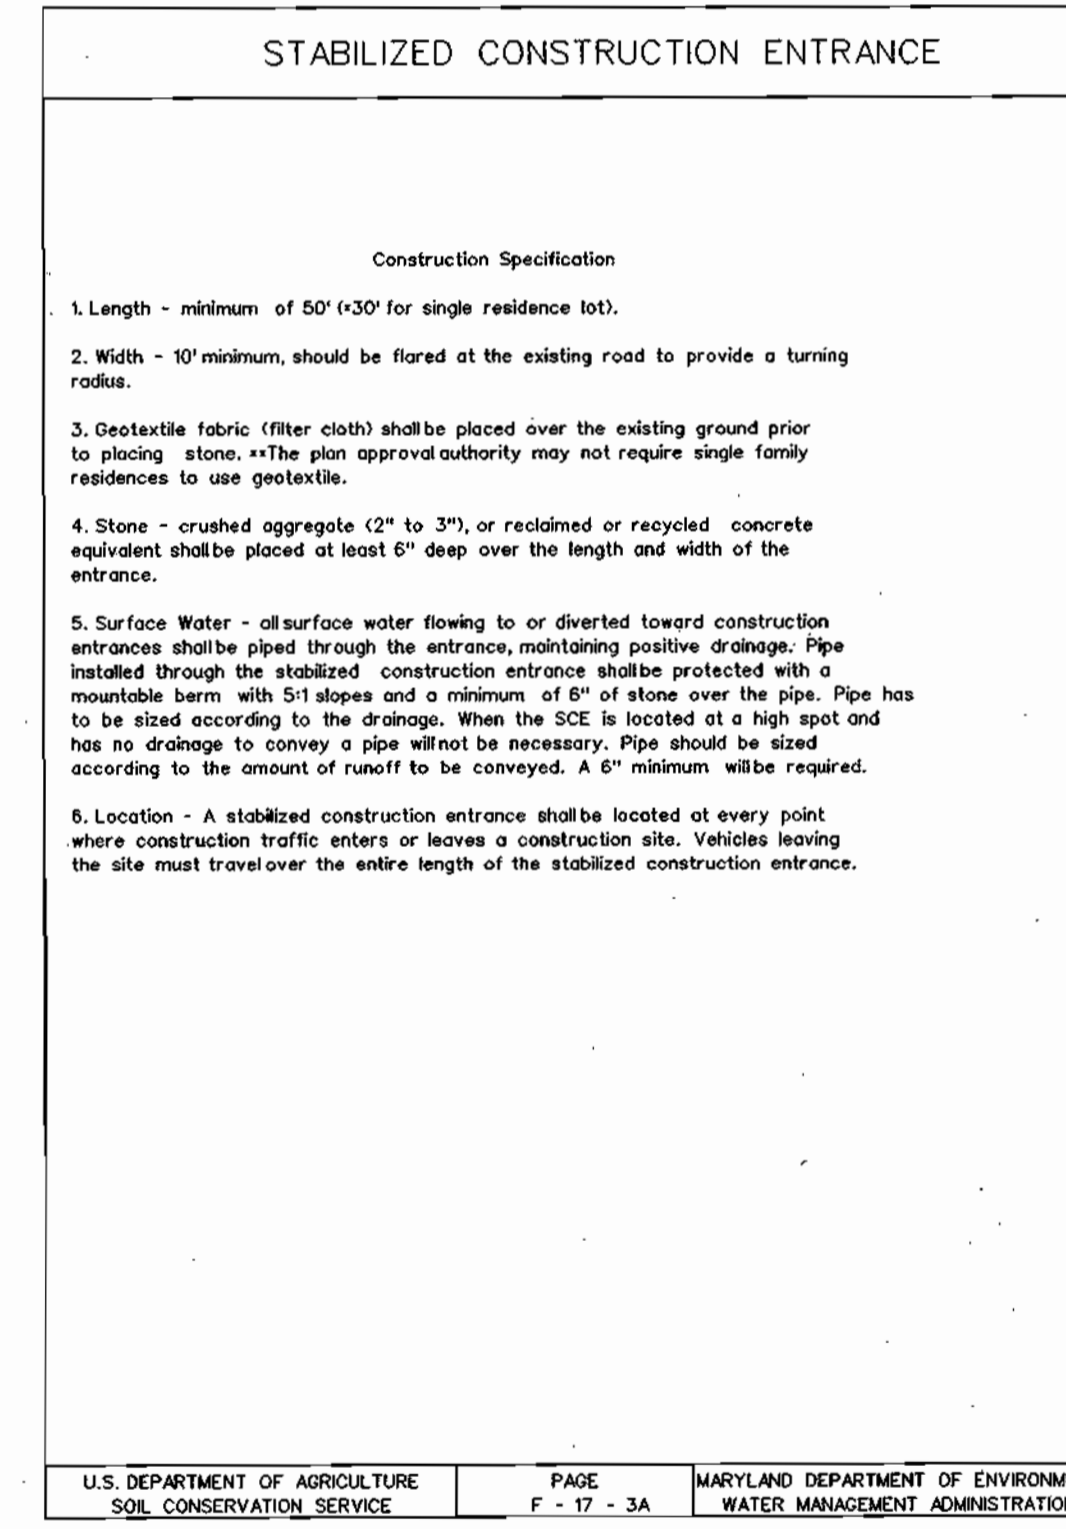 STABILIZED CONSTRUCTION ENTRANCE
Construction Specification
1. Length - minimum of 50' (*30' for single residence lot).
2. Width - 10' minimum, should be flared at the existing road to provide a turning
radius.
3. Geotextile fabric (filter cloth) shall be placed over the existing ground prior
to placing stone. **The plan approval authority may not require single family
residences to use geotextile.
4. Stone - crushed aggregate (2" to 3"), or reclaimed or recycled concrete
equivalent shall be placed at least 6" deep over the length and width of the
entrance.
5. Surface Water - all surface water flowing to or diverted toward construction
entrances shall be piped through the entrance, maintaining positive drainage. Pipe
installed through the stabilized construction entrance shall be protected with a
mountable berm with 5:1 slopes and a minimum of 6" of stone over the pipe. Pipe has
to be sized according to the drainage. When the SCE is located at a high spot and
has no drainage to convey a pipe will not be necessary. Pipe should be sized
according to the amount of runoff to be conveyed. A 6" minimum will be required.
6. Location - A stabilized construction entrance shall be located at every point
where construction traffic enters or leaves a construction site. Vehicles leaving
the site must travel over the entire length of the stabilized construction entrance.
U.S. DEPARTMENT OF AGRICULTURE
SOIL CONSERVATION SERVICE
PAGE
F - 17 - 3A
MARYLAND DEPARTMENT OF ENVIRONM
WATER MANAGEMENT ADMINISTRATIO